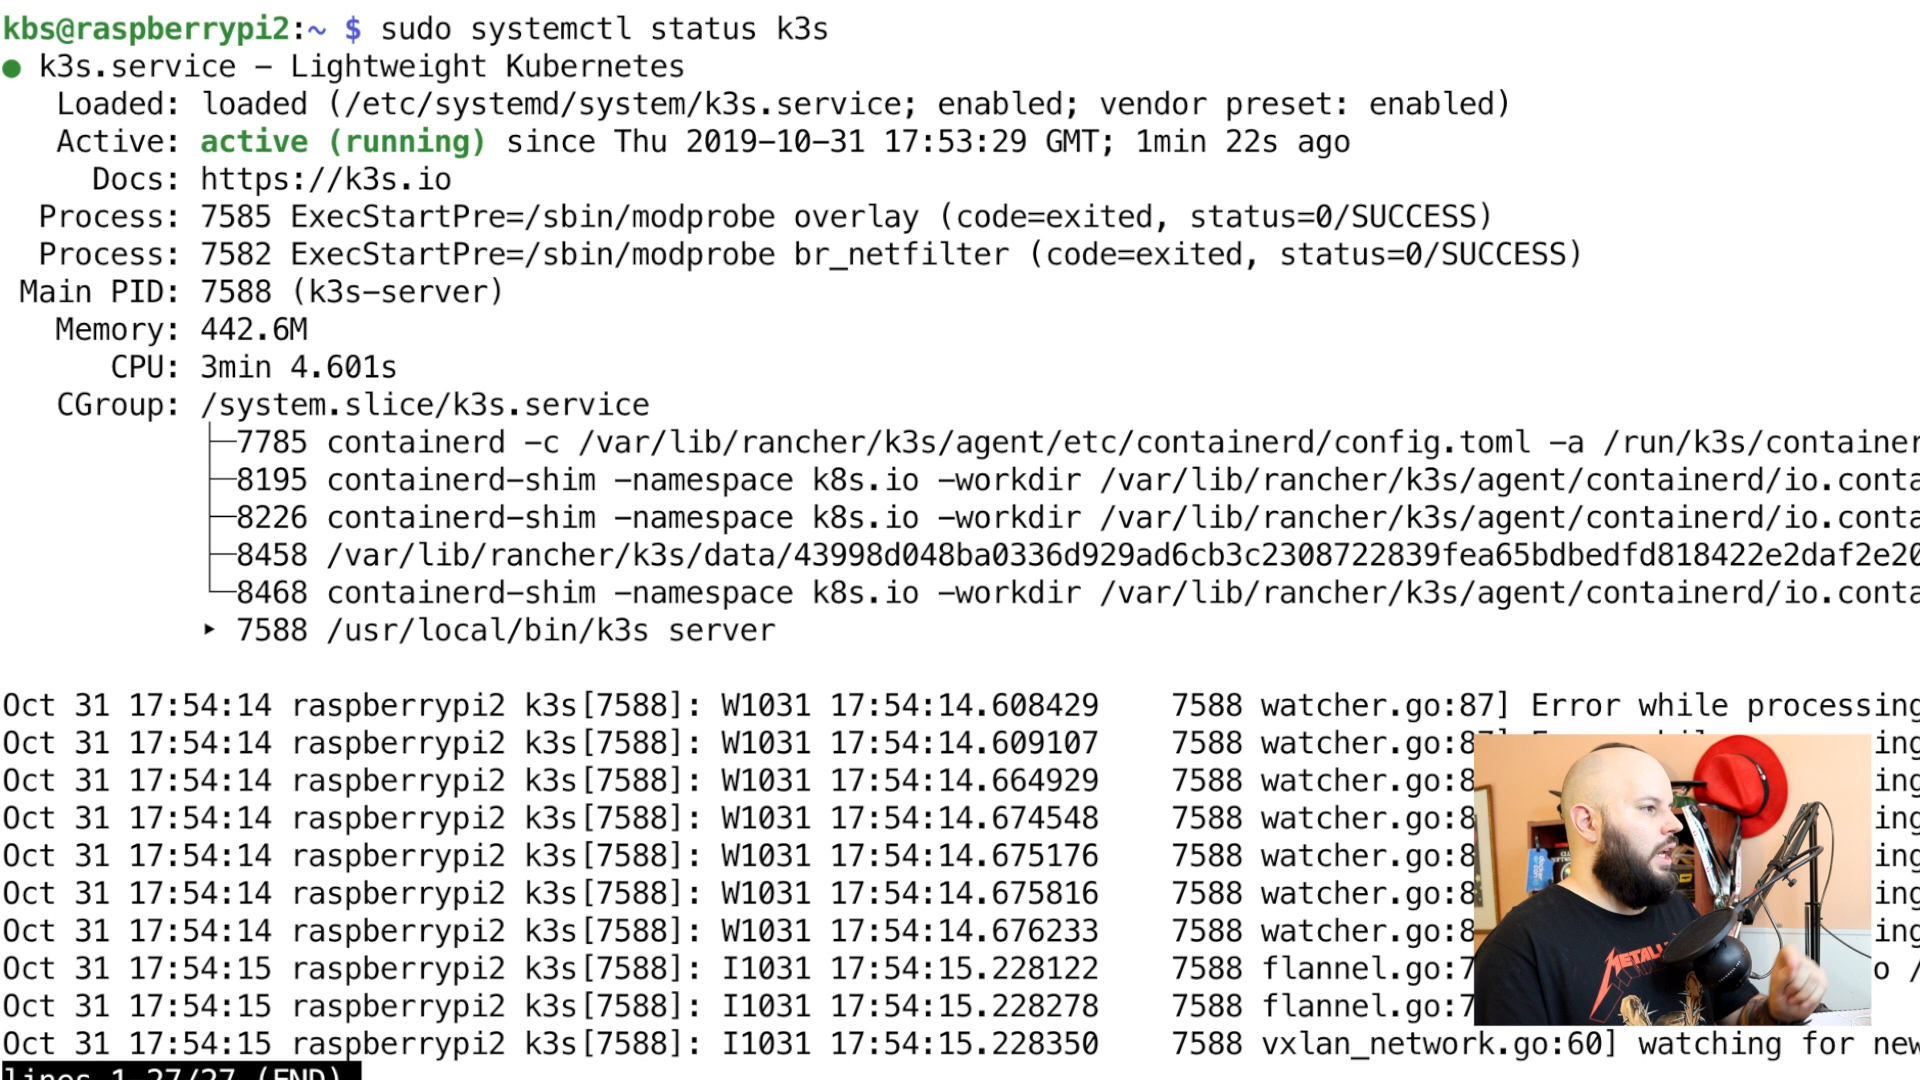 kbs@raspberrypi2:~ $ sudo systemctl status k3s
● k3s.service – Lightweight Kubernetes
Loaded: loaded (/etc/systemd/system/k3s.service; enabled; vendor preset: enabled)
Active: active (running) since Thu 2019–10–31 17:53:29 GMT; 1min 22s ago
Docs: https://k3s.io
Process: 7585 ExecStartPre=/sbin/modprobe overlay (code=exited, status=0/SUCCESS)
Process: 7582 ExecStartPre=/sbin/modprobe br_netfilter (code=exited, status=0/SUCCESS)
Main PID: 7588 (k3s–server)
Memory: 442.6M
CPU: 3min 4.601s
CGroup: /system.slice/k3s.service
├─7785 containerd –c /var/lib/rancher/k3s/agent/etc/containerd/config.toml –a /run/k3s/container
├─8195 containerd–shim –namespace k8s.io –workdir /var/lib/rancher/k3s/agent/containerd/io.conta
├─8226 containerd–shim –namespace k8s.io –workdir /var/lib/rancher/k3s/agent/containerd/io.conta
├─8458 /var/lib/rancher/k3s/data/43998d048ba0336d929ad6cb3c2308722839fea65bdbedfd818422e2daf2e20
└─8468 containerd–shim –namespace k8s.io –workdir /var/lib/rancher/k3s/agent/containerd/io.conta
‣ 7588 /usr/local/bin/k3s server
Oct 31 17:54:14 raspberrypi2 k3s[7588]: W1031 17:54:14.608429 7588 watcher.go:87] Error while processing
Oct 31 17:54:14 raspberrypi2 k3s[7588]: W1031 17:54:14.609107 7588 watcher.go:87] ing
Oct 31 17:54:14 raspberrypi2 k3s[7588]: W1031 17:54:14.664929 7588 watcher.go:8 ing
Oct 31 17:54:14 raspberrypi2 k3s[7588]: W1031 17:54:14.674548 7588 watcher.go:8 ing
Oct 31 17:54:14 raspberrypi2 k3s[7588]: W1031 17:54:14.675176 7588 watcher.go:8 ing
Oct 31 17:54:14 raspberrypi2 k3s[7588]: W1031 17:54:14.675816 7588 watcher.go:8 ing
Oct 31 17:54:14 raspberrypi2 k3s[7588]: W1031 17:54:14.676233 7588 watcher.go:8 ing
Oct 31 17:54:15 raspberrypi2 k3s[7588]: I1031 17:54:15.228122 7588 flannel.go:7 o /
Oct 31 17:54:15 raspberrypi2 k3s[7588]: I1031 17:54:15.228278 7588 flannel.go:7
Oct 31 17:54:15 raspberrypi2 k3s[7588]: I1031 17:54:15.228350 7588 vxlan_network.go:60] watching for new
lines 1–27/27 (END)